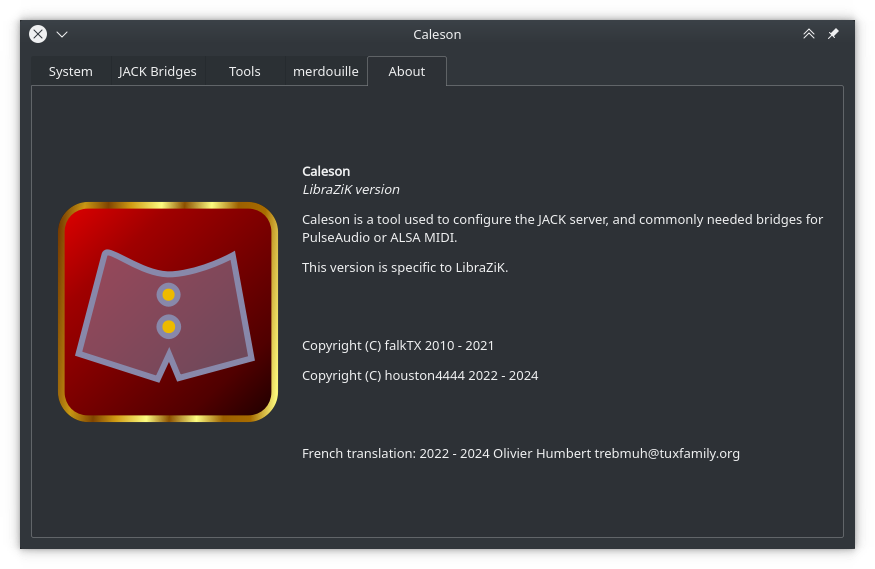 Caleson
System
JACK Bridges
Tools
merdouille
About
Caleson
LibraZiK version
Caleson is a tool used to configure the JACK server, and commonly needed bridges for
PulseAudio or ALSA MIDI.
This version is specific to LibraZiK.
Copyright (C) falkTX 2010 - 2021
Copyright (C) houston4444 2022 - 2024
French translation: 2022 - 2024 Olivier Humbert trebmuh@tuxfamily.org